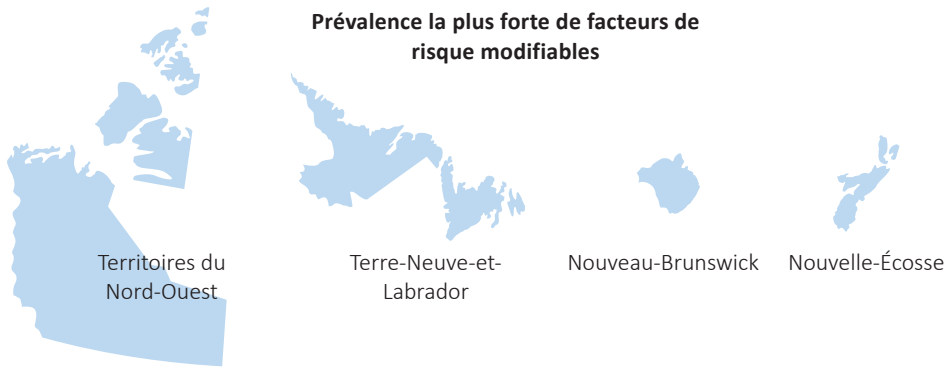 Prévalence la plus forte de facteurs de
risque modifiables
Territoires du
Nord-Ouest
Terre-Neuve-et-
Labrador
Nouveau-Brunswick
Nouvelle-Écosse